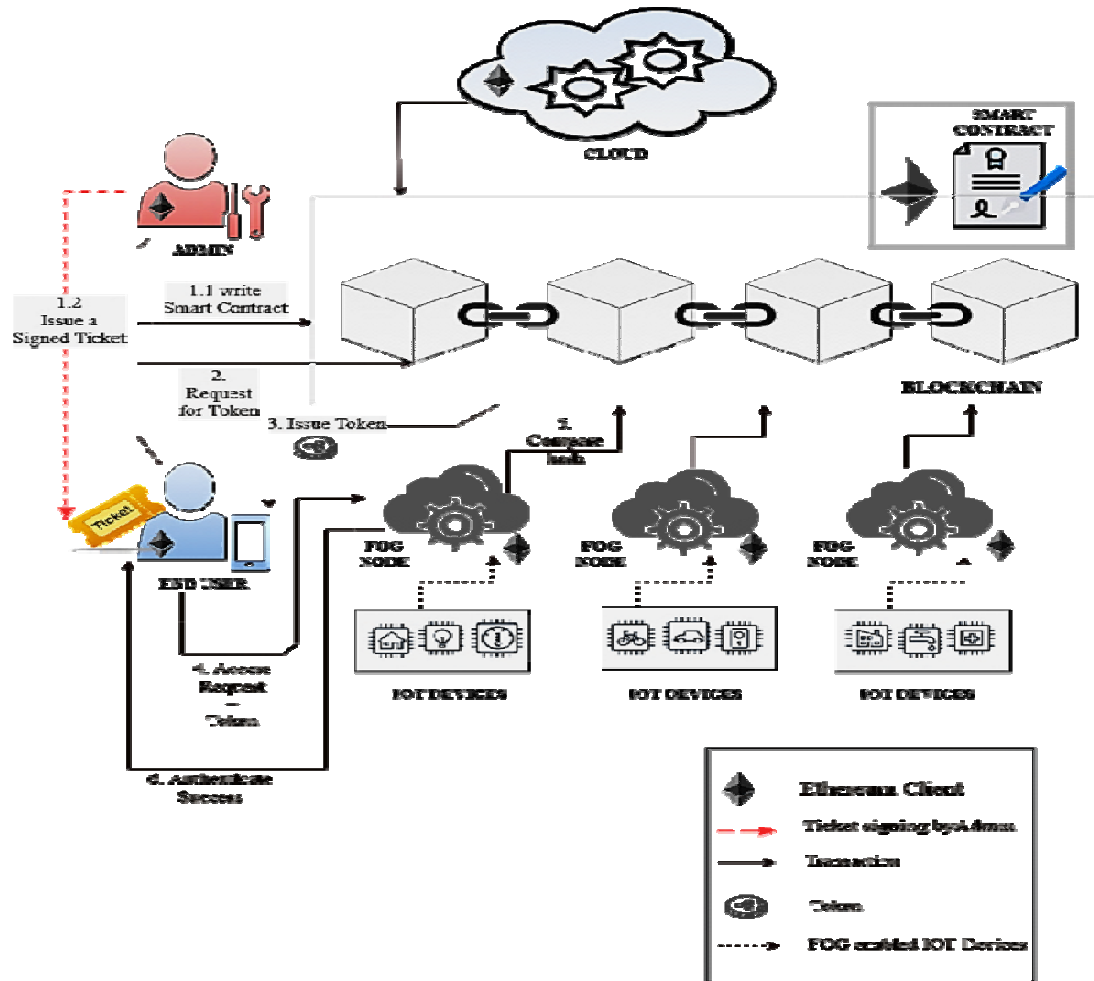 CLOUD
SMART
CONTRACT
ADMIN
1.1 write
Smart Contract
1.2
Issue a
Signed Ticket
2.
Request
for Token
3. Issue Token
BLOCKCHAIN
5.
Compare
hash
Ticket
END USER
FOG
NODE
FOG
NODE
FOG
NODE
IOT DEVICES
IOT DEVICES
IOT DEVICES
4. Access
Request
Token
6. Authenticate
Success
Ethereum Client
Ticket signing by Admin
Transaction
Token
FOG enabled IOT Devices